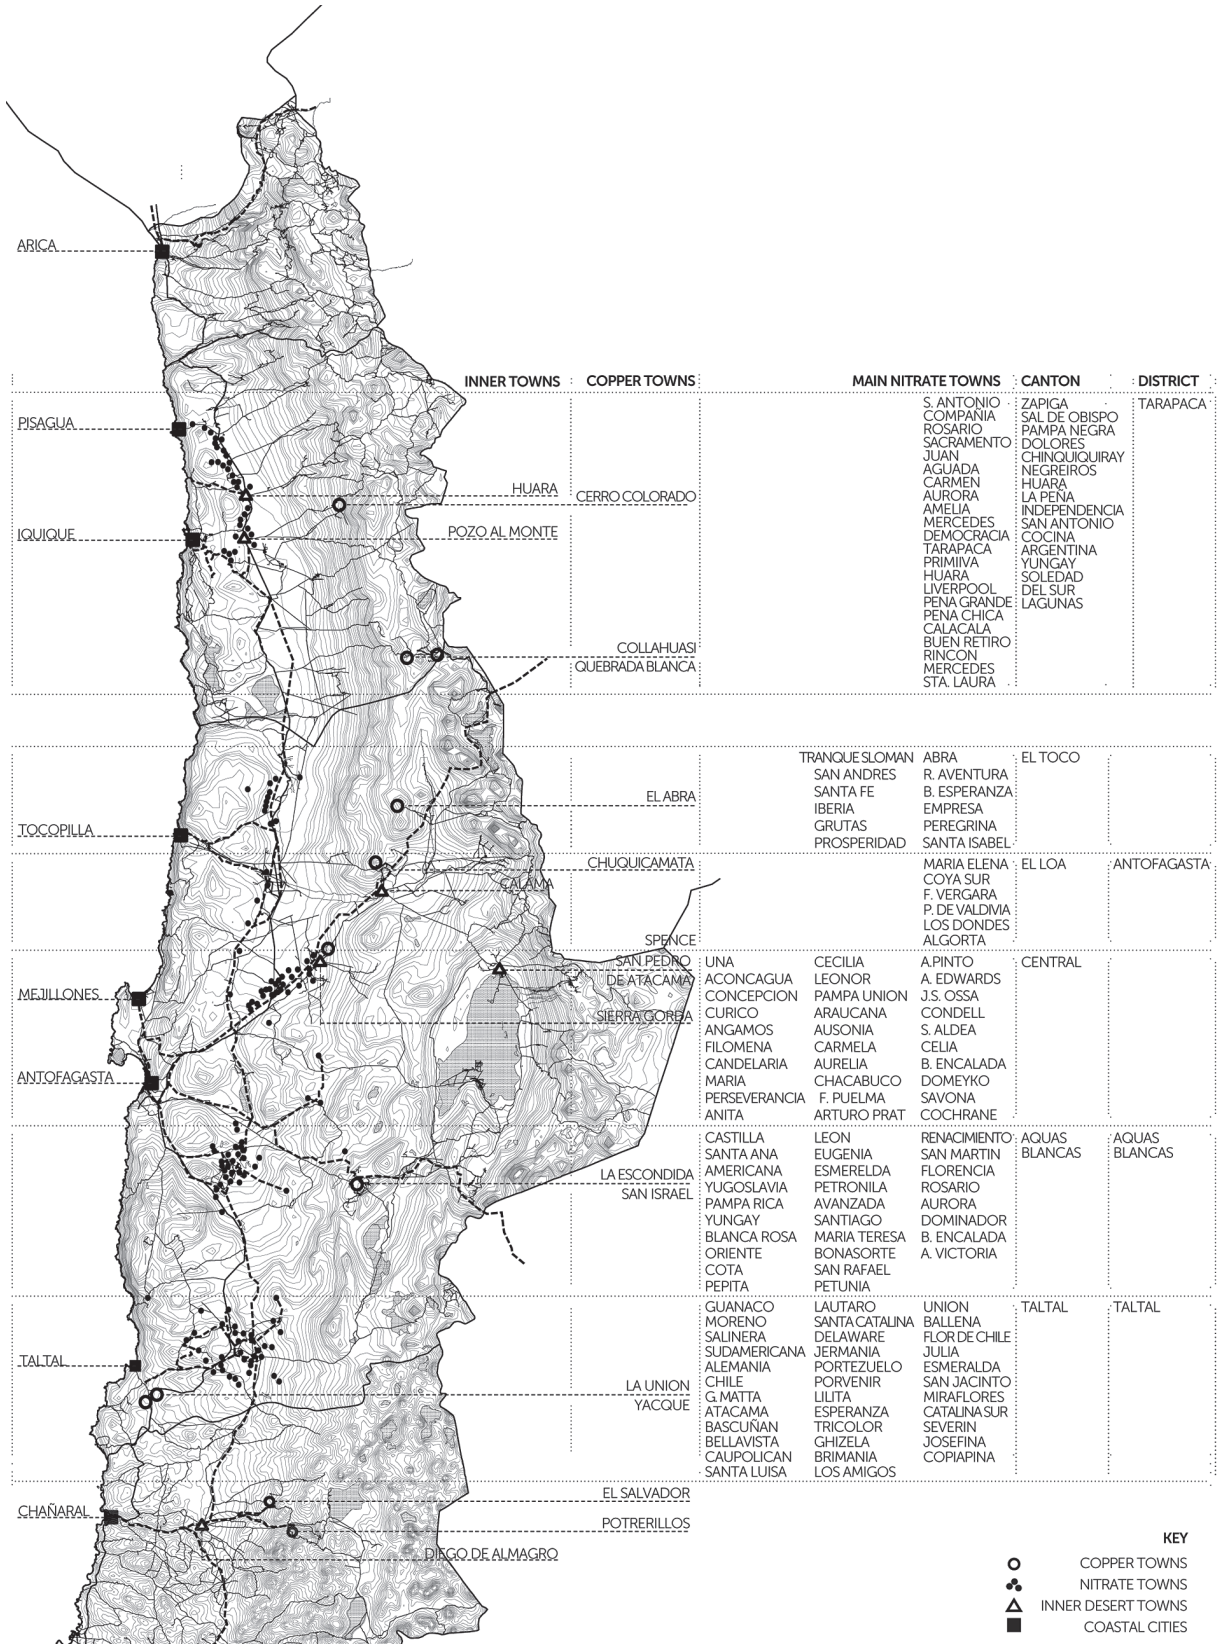 ARICA
INNER TOWNS
COPPER TOWNS
MAIN NITRATE TOWNS
CANTON
DISTRICT
PISAGUA
HUARA
CERRO COLORADO
IQUIQUE
POZO AL MONTE
COLLAHUASI
QUEBRADA BLANCA
S. ANTONIO
COMPAÑIA
ROSARIO
SACRAMENTO
JUAN
AGUADA
CARMEN
AURORA
AMELIA
MERCEDES
DEMOCRACIA
TARAPACA
PRIMIIVA
HUARA
LIVERPOOL
PENA GRANDE
PENA CHICA
CALACALA
BUEN RETIRO
RINCON
MERCEDES
STA. LAURA
ZAPIGA
SAL DE OBISPO
PAMPA NEGRA
DOLORES
CHINQUIQUIRAY
NEGREIROS
HUARA
LA PEÑA
INDEPENDENCIA
SAN ANTONIO
COCINA
ARGENTINA
YUNGAY
SOLEDAD
DEL SUR
LAGUNAS
TARAPACA
TOCOPILLA
EL ABRA
TRANQUE SLOMAN
SAN ANDRES
SANTA FE
IBERIA
GRUTAS
PROSPERIDAD
ABRA
R. AVENTURA
B. ESPERANZA
EMPRESA
PEREGRINA
SANTA ISABEL
EL TOCO
CHUQUICAMATA
CALAMA
MARIA ELENA
COYA SUR
F. VERGARA
P. DE VALDIVIA
LOS DONDES
ALGORTA
EL LOA
ANTOFAGASTA
SPENCE
SAN PEDRO
DE ATACAMA
SIERRA GORDA
MEJILLONES
ANTOFAGASTA
UNA
ACONCAGUA
CONCEPCION
CURICO
ANGAMOS
FILOMENA
CANDELARIA
MARIA
PERSEVERANCIA
ANITA
CECILIA
LEONOR
PAMPA UNION
ARAUCANA
AUSONIA
CARMELA
AURELIA
CHACABUCO
F. PUELMA
ARTURO PRAT
A.PINTO
A. EDWARDS
J.S. OSSA
CONDELL
S. ALDEA
CELIA
B. ENCALADA
DOMEYKO
SAVONA
COCHRANE
CENTRAL
LA ESCONDIDA
SAN ISRAEL
CASTILLA
SANTA ANA
AMERICANA
YUGOSLAVIA
PAMPA RICA
YUNGAY
BLANCA ROSA
ORIENTE
COTA
PEPITA
LEON
EUGENIA
ESMERELDA
PETRONILA
AVANZADA
SANTIAGO
MARIA TERESA
BONASORTE
SAN RAFAEL
PETUNIA
RENACIMIENTO
SAN MARTIN
FLORENCIA
ROSARIO
AURORA
DOMINADOR
B. ENCALADA
A. VICTORIA
AQUAS
BLANCAS
AQUAS
BLANCAS
TALTAL
LA UNION
YACQUE
GUANACO
MORENO
SALINERA
SUDAMERICANA
ALEMANIA
CHILE
G. MATTA
ATACAMA
BASCUÑAN
BELLAVISTA
CAUPOLICAN
SANTA LUISA
LAUTARO
SANTA CATALINA
DELAWARE
JERMANIA
PORTEZUELO
PORVENIR
LILITA
ESPERANZA
TRICOLOR
GHIZELA
BRIMANIA
LOS AMIGOS
UNION
BALLENA
FLOR DE CHILE
JULIA
ESMERALDA
SAN JACINTO
MIRAFLORES
CATALINA SUR
SEVERIN
JOSEFINA
COPIAPINA
TALTAL
TALTAL
CHAÑARAL
EL SALVADOR
POTRERILLOS
DIEGO DE ALMAGRO
KEY
COPPER TOWNS
NITRATE TOWNS
INNER DESERT TOWNS
COASTAL CITIES